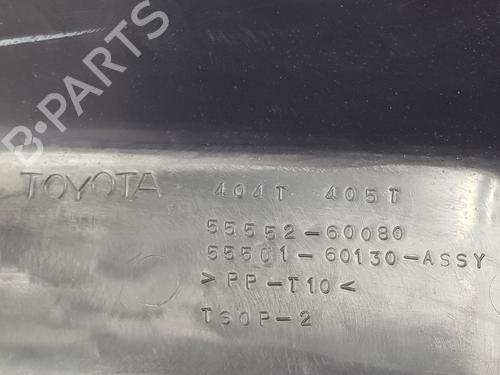 B-PARTS
TOYOTA 404T 405T
55552-60080
55501-60130-ASSY
>PP-T10<
TSOP-2